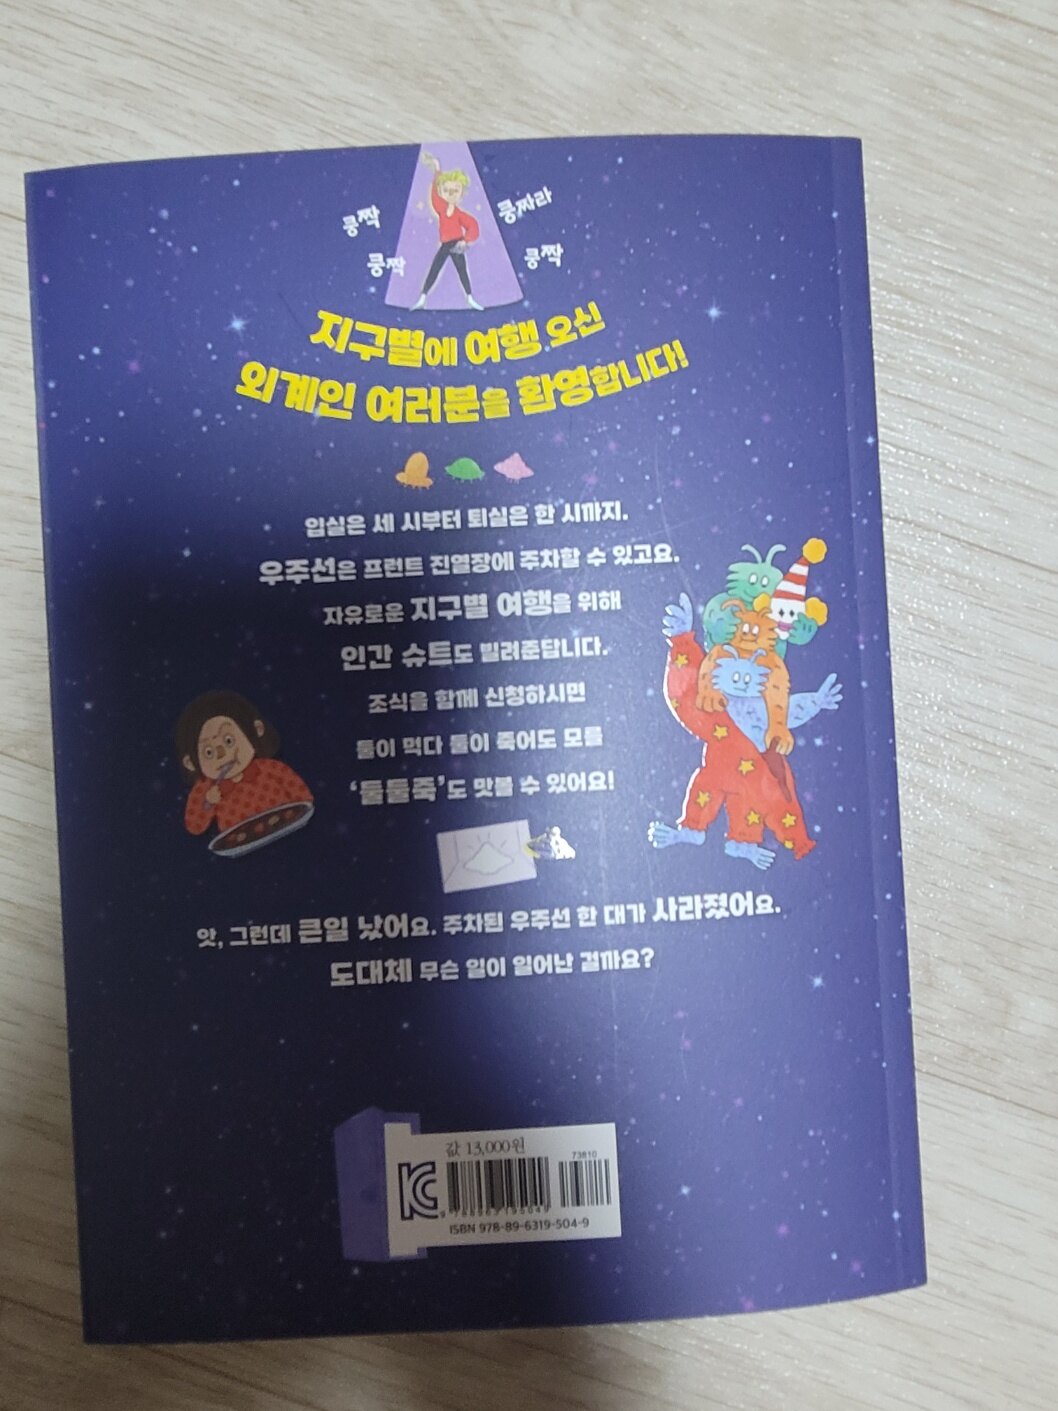 쿵짝
쿵짜라
쿵짝
쿵짝
지구별에 여행 오신
외계인 여러분을 환영합니다!
입실은 세 시부터 퇴실은 한 시까지.
우주선은 프런트 진열장에 주차할 수 있고요.
자유로운 지구별 여행을 위해
인간 슈트도 빌려준답니다.
조식을 함께 신청하시면
둘이 먹다 둘이 죽어도 모를
‘둘둘죽’도 맛볼 수 있어요!
앗, 그런데 큰일 났어요. 주차된 우주선 한 대가 사라졌어요.
도대체 무슨 일이 일어난 걸까요?
값 13,000원
73810
KC
9 788963 195049
ISBN 978-89-6319-504-9